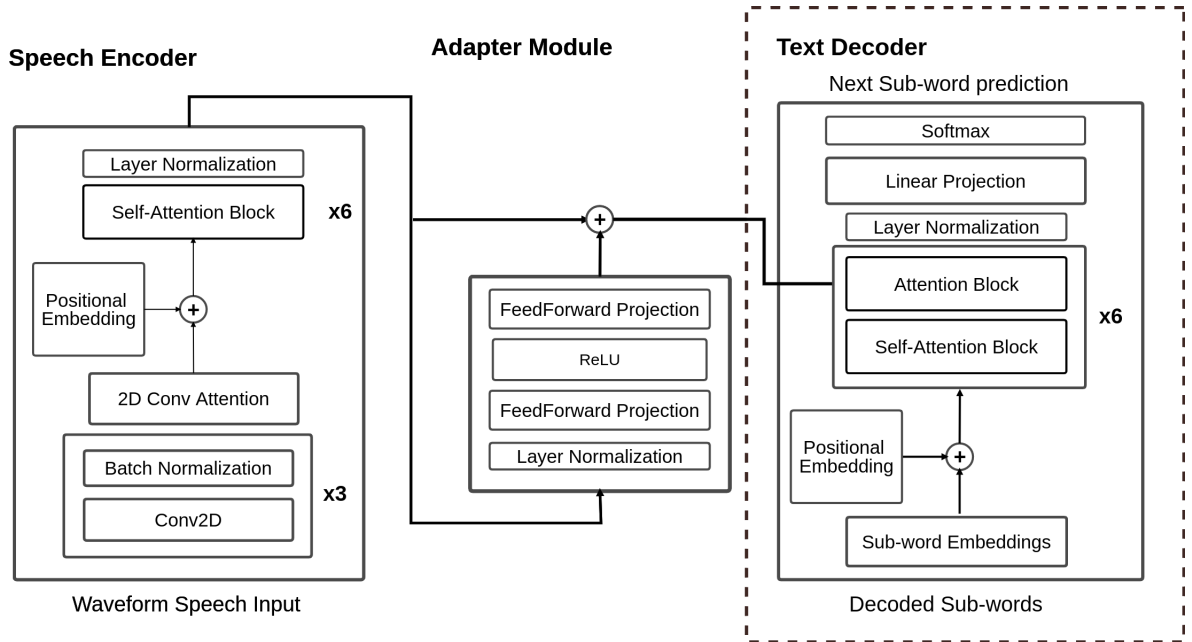 Speech Encoder
Layer Normalization
Self-Attention Block
x6
Positional
Embedding
+
2D Conv Attention
Batch Normalization
x3
Conv2D
Waveform Speech Input
Adapter Module
+
FeedForward Projection
ReLU
FeedForward Projection
Layer Normalization
Text Decoder
Next Sub-word prediction
Softmax
Linear Projection
Layer Normalization
Attention Block
x6
Self-Attention Block
Positional
Embedding
+
Sub-word Embeddings
Decoded Sub-words